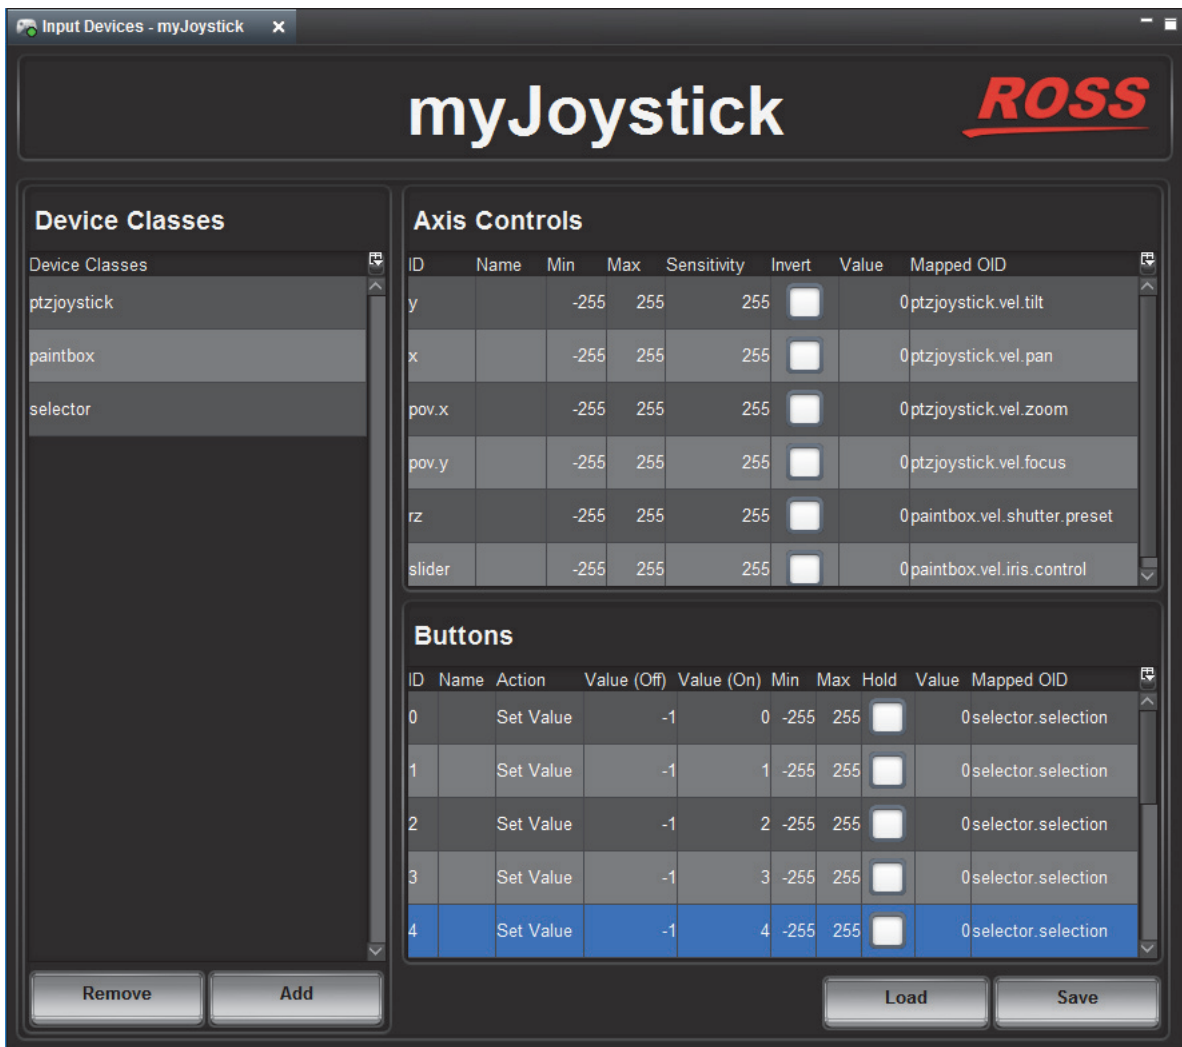 Input Devices - myJoystick
myJoystick
ROSS
Device Classes
Device Classes
ptzjoystick
paintbox
selector
Remove Add
Axis Controls
ID Name Min Max Sensitivity Invert Value Mapped OID
y -255 255 255 0 ptzjoystick.vel.tilt
x -255 255 255 0 ptzjoystick.vel.pan
pov.x -255 255 255 0 ptzjoystick.vel.zoom
pov.y -255 255 255 0 ptzjoystick.vel.focus
rz -255 255 255 0 paintbox.vel.shutter.preset
slider -255 255 255 0 paintbox.vel.iris.control
Buttons
ID Name Action Value (Off) Value (On) Min Max Hold Value Mapped OID
0 Set Value -1 0 -255 255 0 selector.selection
1 Set Value -1 1 -255 255 0 selector.selection
2 Set Value -1 2 -255 255 0 selector.selection
3 Set Value -1 3 -255 255 0 selector.selection
4 Set Value -1 4 -255 255 0 selector.selection
Load Save